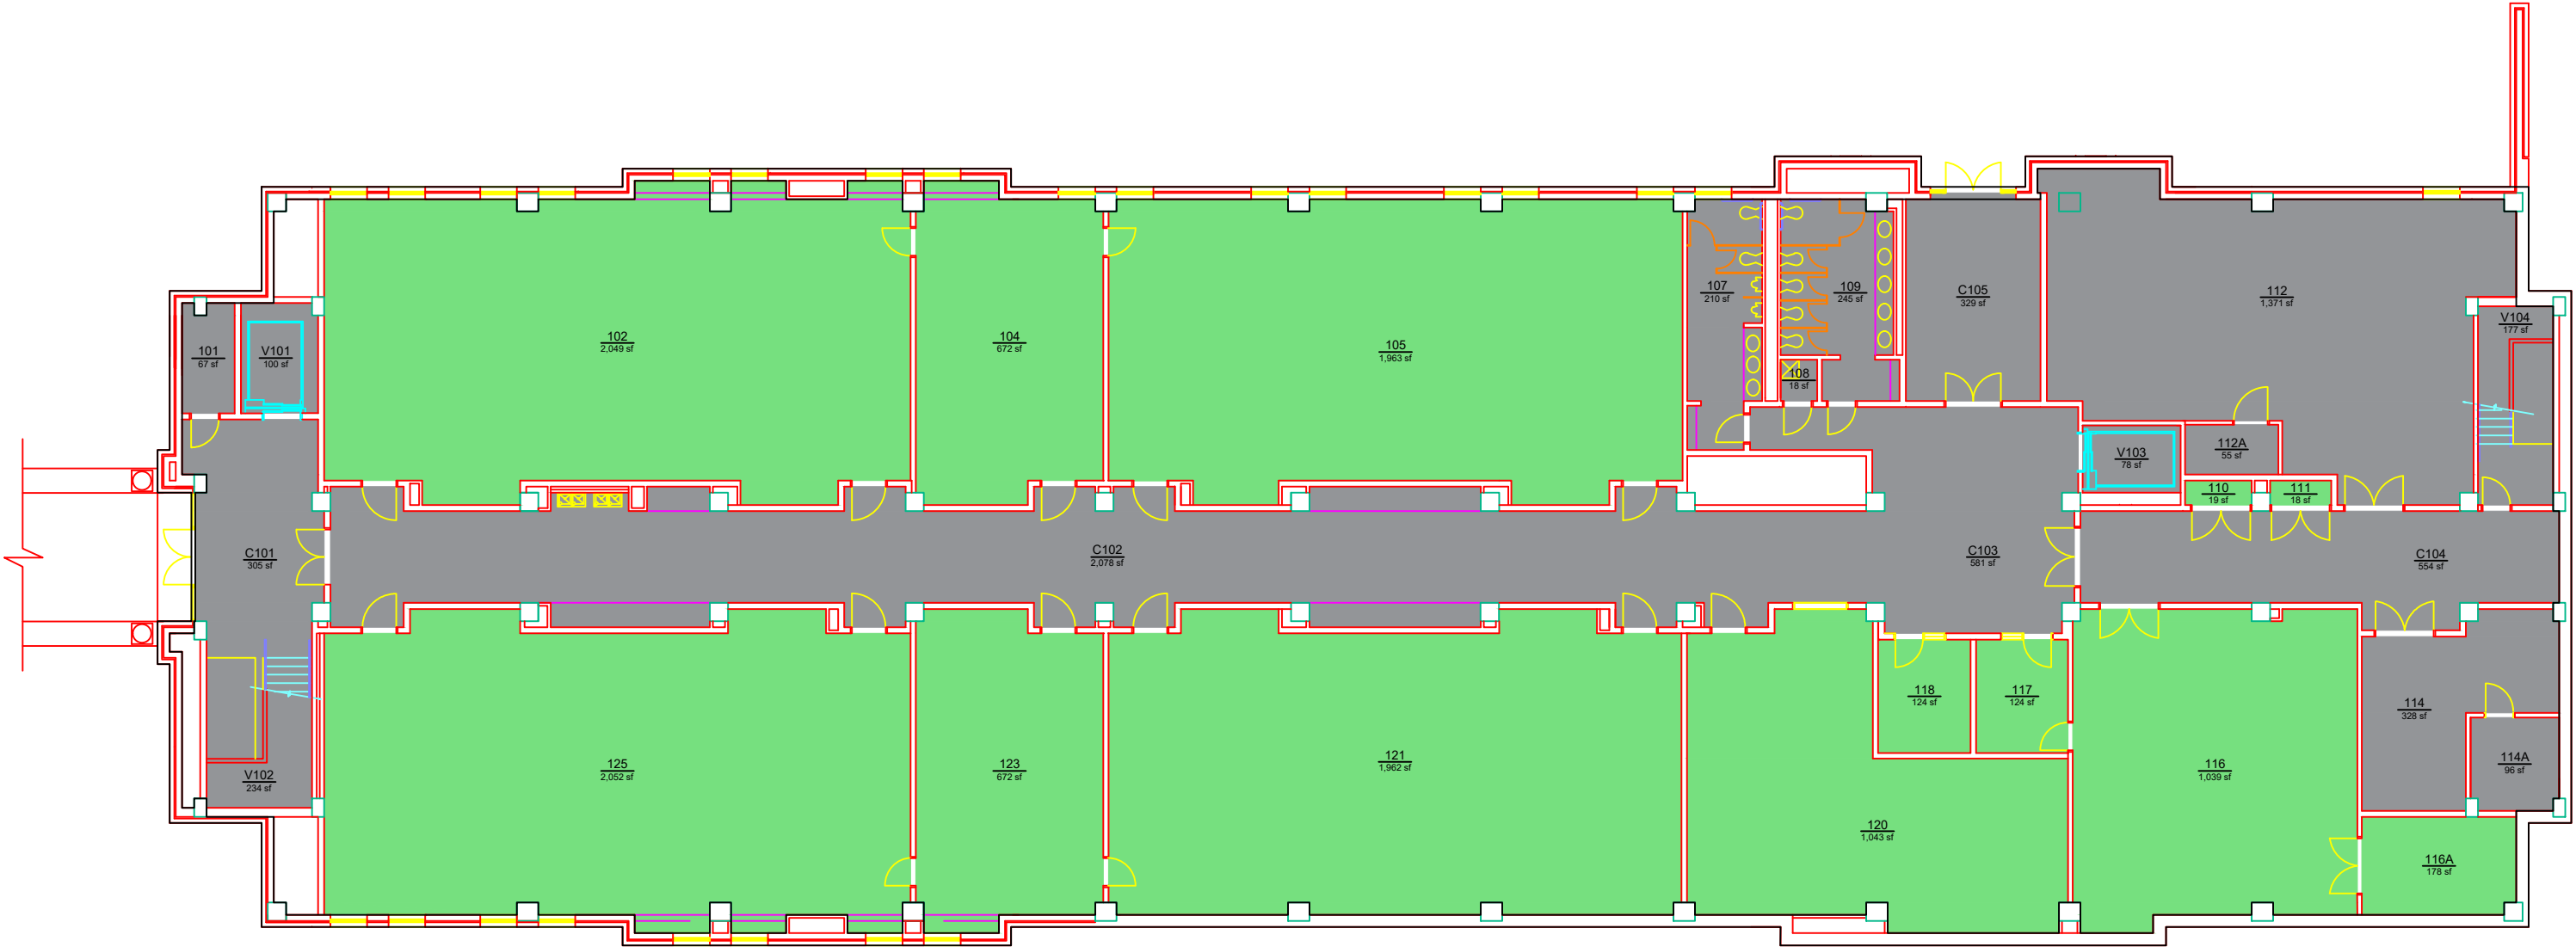 101
67 sf
V101
100 sf
102
2,049 sf
104
672 sf
105
1,963 sf
107
210 sf
108
18 sf
109
245 sf
C105
329 sf
112
1,371 sf
V104
177 sf
V103
78 sf
112A
55 sf
110
19 sf
111
18 sf
C101
305 sf
C102
2,078 sf
C103
581 sf
C104
554 sf
V102
234 sf
125
2,052 sf
123
672 sf
121
1,962 sf
120
1,043 sf
118
124 sf
117
124 sf
116
1,039 sf
114
328 sf
114A
96 sf
116A
178 sf